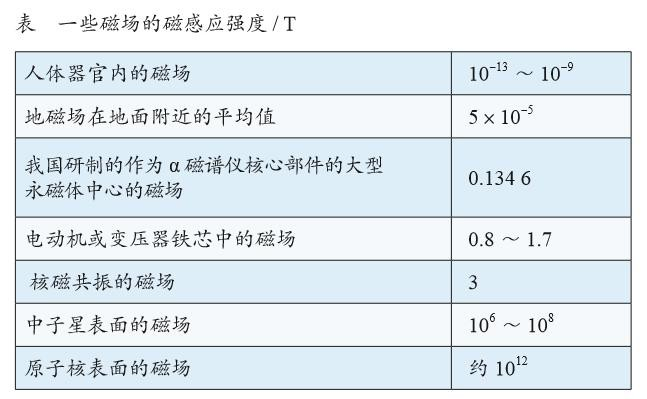 表 一些磁场的磁感应强度 / T
人体器官内的磁场 10⁻¹³ ～ 10⁻⁹
地磁场在地面附近的平均值 5 × 10⁻⁵
我国研制的作为 α 磁谱仪核心部件的大型
永磁体中心的磁场 0.134 6
电动机或变压器铁芯中的磁场 0.8 ～ 1.7
核磁共振的磁场 3
中子星表面的磁场 10⁶ ～ 10⁸
原子核表面的磁场 约 10¹²